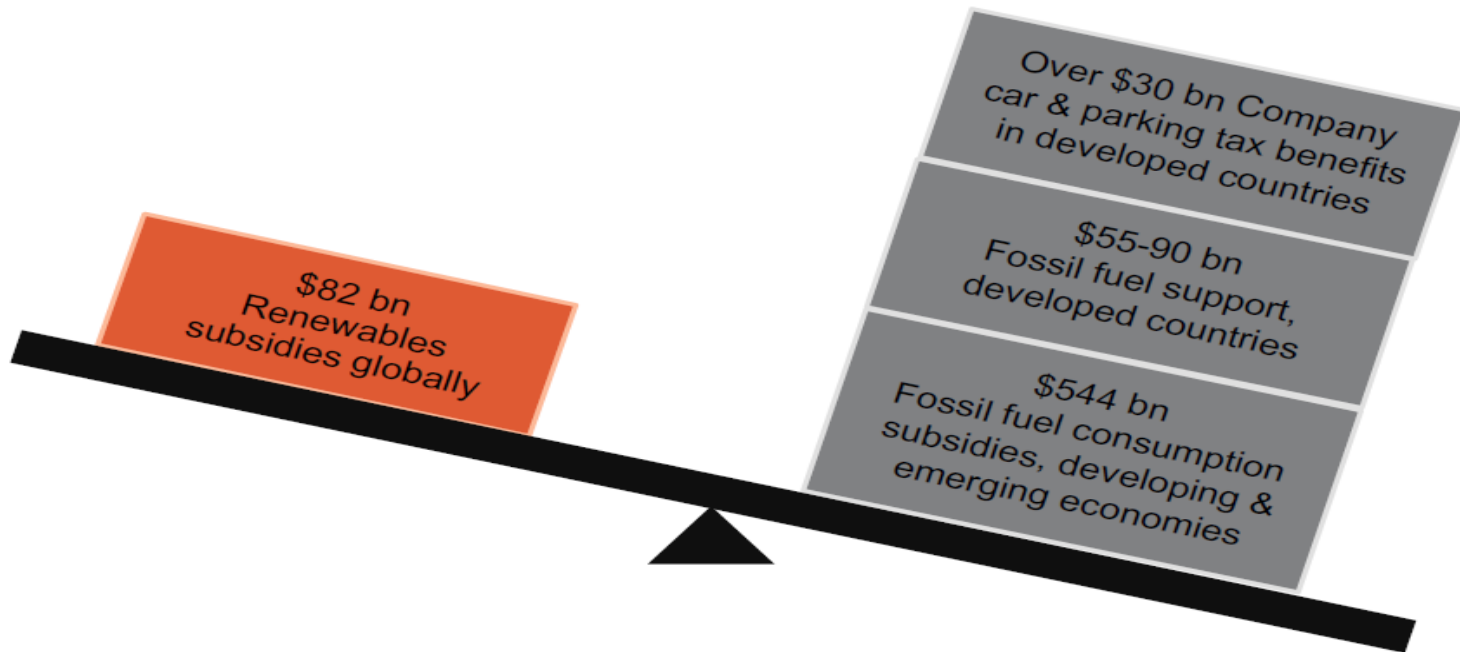 $82 bn
Renewables
subsidies globally
Over $30 bn Company
car & parking tax benefits
in developed countries
$55-90 bn
Fossil fuel support,
developed countries
$544 bn
Fossil fuel consumption
subsidies, developing &
emerging economies